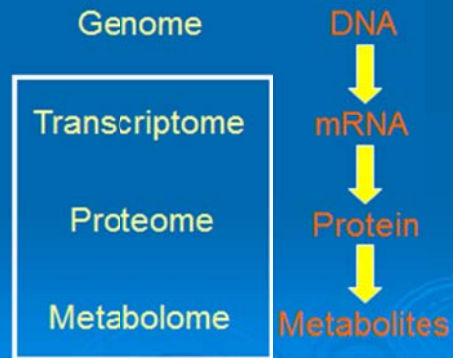 Genome DNA
Transcriptome mRNA
Proteome Protein
Metabolome Metabolites